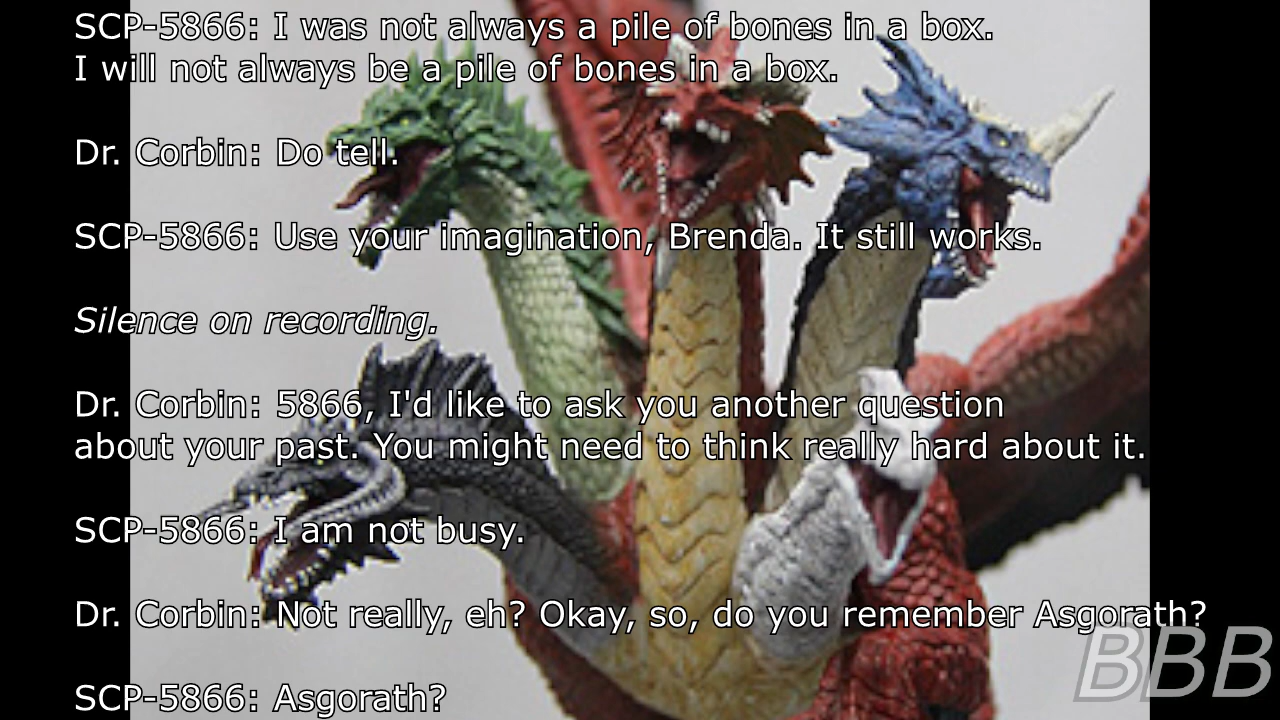 SCP-5866: I was not always a pile of bones in a box.
I will not always be a pile of bones in a box.
Dr. Corbin: Do tell.
SCP-5866: Use your imagination, Brenda. It still works.
Silence on recording.
Dr. Corbin: 5866, I'd like to ask you another question
about your past. You might need to think really hard about it.
SCP-5866: I am not busy.
Dr. Corbin: Not really, eh? Okay, so, do you remember Asgorath?
SCP-5866: Asgorath?
BBB